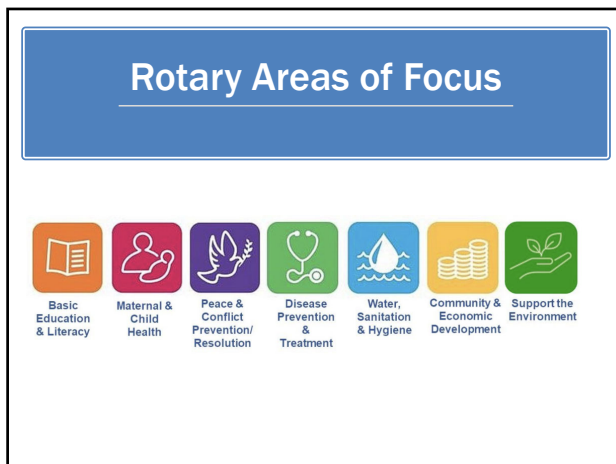 Rotary Areas of Focus
Basic
Education
& Literacy
Maternal &
Child
Health
Peace &
Conflict
Prevention/
Resolution
Disease
Prevention
&
Treatment
Water,
Sanitation
& Hygiene
Community &
Economic
Development
Support the
Environment